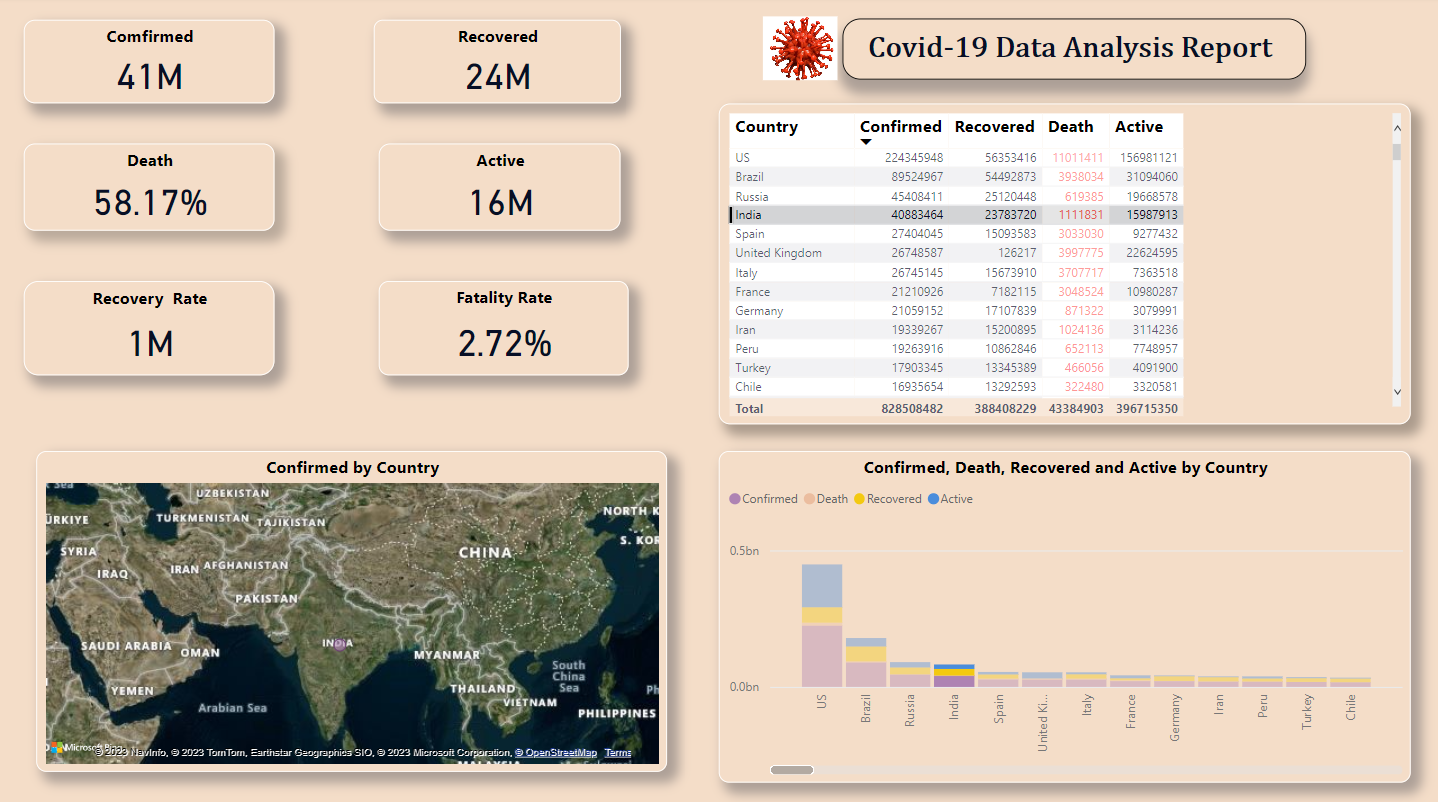 Comfirmed
41M
Recovered
24M
Covid-19 Data Analysis Report
Death
58.17%
Active
16M
Recovery  Rate
1M
Fatality Rate
2.72%
Country Confirmed Recovered Death Active
US 224345948 56353416 11011411 156981121
Brazil 89524967 54492873 3938034 31094060
Russia 45408411 25120448 619385 19668578
India 40883464 23783720 1111831 15987913
Spain 27404045 15093583 3033030 9277432
United Kingdom 26748587 126217 3997775 22624595
Italy 26745145 15673910 3707717 7363518
France 21210926 7182115 3048524 10980287
Germany 21059152 17107839 871322 3079991
Iran 19339267 15200895 1024136 3114236
Peru 19263916 10862846 652113 7748957
Turkey 17903345 13345389 466056 4091900
Chile 16935654 13292593 322480 3320581
Total 828508482 388408229 43384903 396715350
Confirmed by Country
Sea
UZBEKISTAN
ÜRKIYE
TURKMENISTAN
TAJIKISTAN
NORTH K
SYRIA
CHINA
S. KOR
IRAQ
IRAN
AFGHANISTAN
PAKISTAN
SAUDI ARABIA
OMAN
INDIA
MYANMAR
YEMEN
Arabian Sea
THAILAND
VIETNAM
South
China
Sea
Ph
PHILIPPINES
MALAYSIA
Microsoft Bing
© 2023 NavInfo, © 2023 TomTom, Earthstar Geographics SIO, © 2023 Microsoft Corporation, © OpenStreetMap Terms
Confirmed, Death, Recovered and Active by Country
Confirmed Death Recovered Active
0.5bn
0.0bn
US
Brazil
Russia
India
Spain
United Ki...
Italy
France
Germany
Iran
Peru
Turkey
Chile